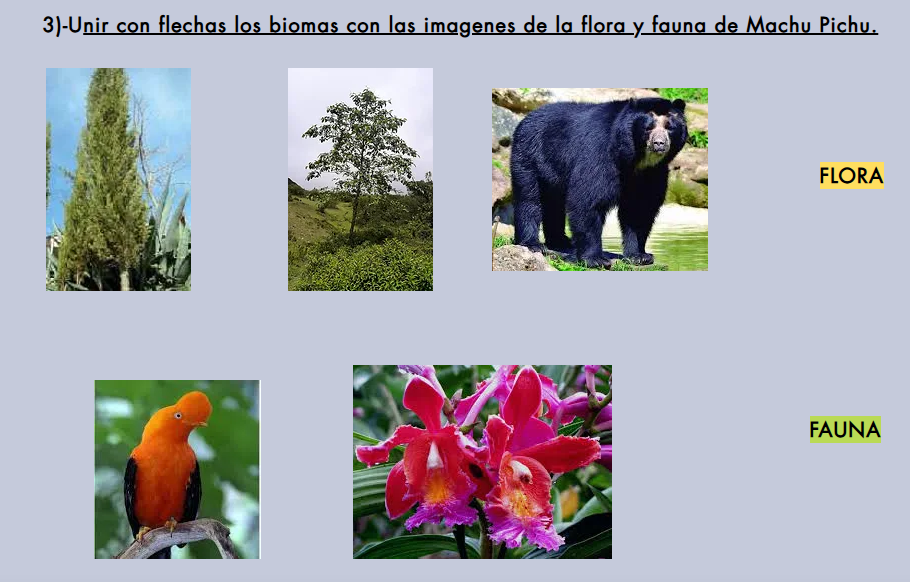 3)-Unir con flechas los biomas con las imagenes de la flora y fauna de Machu Pichu.
FLORA
FAUNA